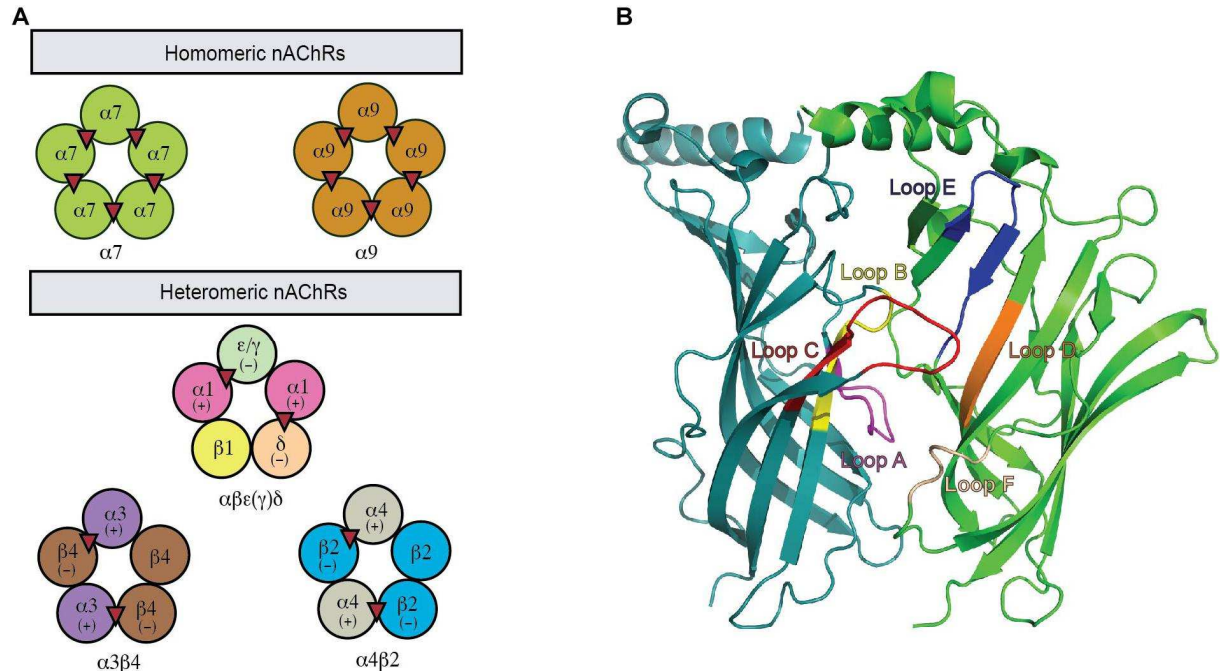 A
Homomeric nAChRs
α7
α7
α7
α7
α7
α7
α9
α9
α9
α9
α9
α9
Heteromeric nAChRs
ε/γ
(−)
α1
(+)
α1
(+)
β1
δ
(−)
αβε(γ)δ
α3
(+)
β4
(−)
β4
α3
(+)
β4
(−)
α3β4
α4
(+)
β2
(−)
β2
α4
(+)
β2
(−)
α4β2
B
Loop E
Loop B
Loop C
Loop D
Loop A
Loop F